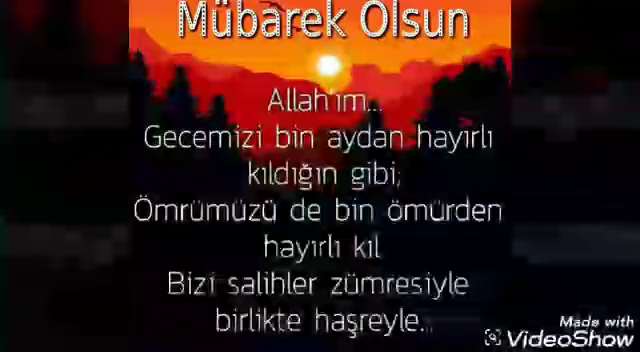 Mübarek Olsun
Allah'ım...
Gecemizi bin aydan hayırlı
kıldığın gibi;
Ömrümüzü de bin ömürden
hayırlı kıl
Bizi salihler zümresiyle
birlikte haşreyle...
Made with
VideoShow